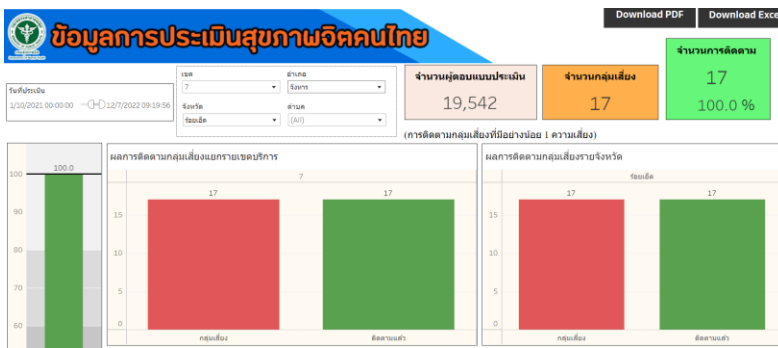 Download PDF Download Exce
ข้อมูลการประเมินสุขภาพจิตคนไทย
วันที่ประเมิน
1/10/2021 00:00:00 12/7/2022 09:19:56
เขต อำเภอ
7 จังหาร
จังหวัด ตำบล
ร้อยเอ็ด (All)
จำนวนผู้ตอบแบบประเมิน
19,542
จำนวนกลุ่มเสี่ยง
17
จำนวนการติดตาม
17
100.0 %
(การติดตามกลุ่มเสี่ยงที่มีอย่างน้อย 1 ความเสี่ยง)
100.0
100
90
80
70
60
ผลการติดตามกลุ่มเสี่ยงแยกรายเขตบริการ
7
17 17
15
10
5
0
กลุ่มเสี่ยง ติดตามแล้ว
ผลการติดตามกลุ่มเสี่ยงรายจังหวัด
ร้อยเอ็ด
17 17
15
10
5
0
กลุ่มเสี่ยง ติดตามแล้ว